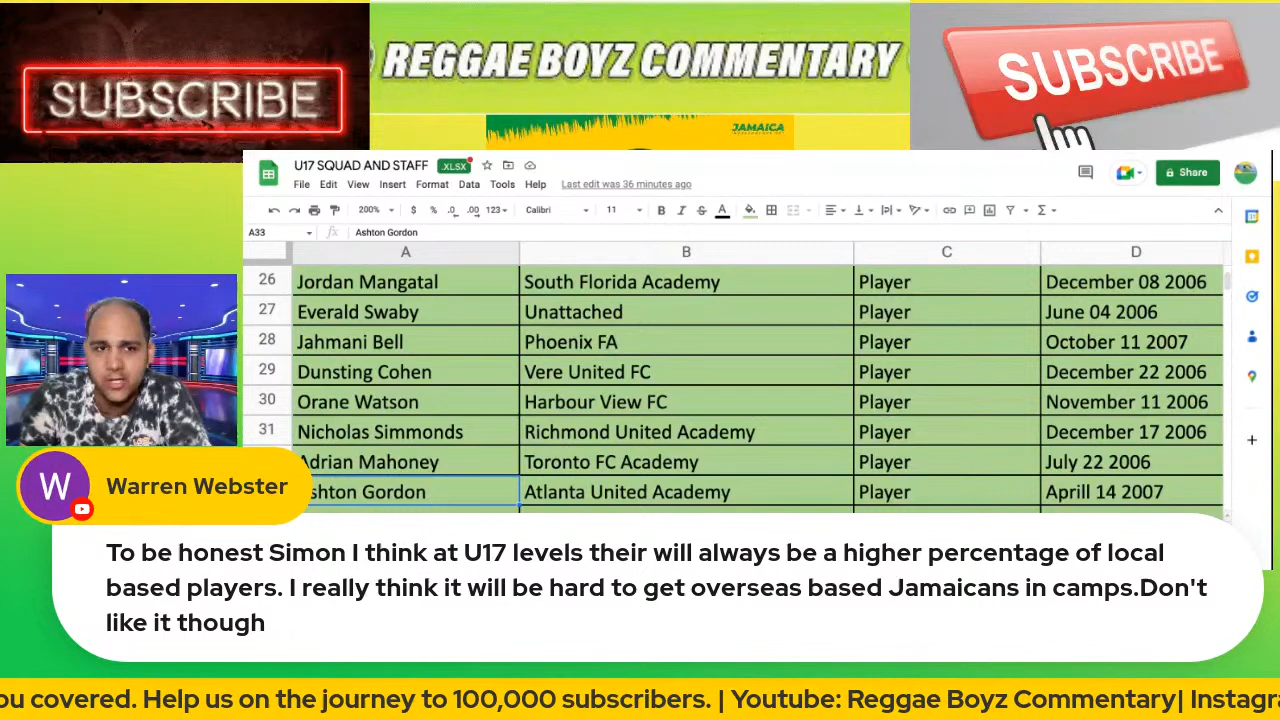 SUBSCRIBE
REGGAE BOYZ COMMENTARY
SUBSCRIBE
JAMAICA
U17 SQUAD AND STAFF .XLSX
File Edit View Insert Format Data Tools Help Last edit was 36 minutes ago
Share
200% $ % .0 .00 123 Calibri 11 B I S A
A33 fx Ashton Gordon
A B C D
26 Jordan Mangatal South Florida Academy Player December 08 2006
27 Everald Swaby Unattached Player June 04 2006
28 Jahmani Bell Phoenix FA Player October 11 2007
29 Dunsting Cohen Vere United FC Player December 22 2006
30 Orane Watson Harbour View FC Player November 11 2006
31 Nicholas Simmonds Richmond United Academy Player December 17 2006
Adrian Mahoney Toronto FC Academy Player July 22 2006
shton Gordon Atlanta United Academy Player Aprill 14 2007
W Warren Webster
To be honest Simon I think at U17 levels their will always be a higher percentage of local
based players. I really think it will be hard to get overseas based Jamaicans in camps.Don't
like it though
ou covered. Help us on the journey to 100,000 subscribers. | Youtube: Reggae Boyz Commentary| Instagra